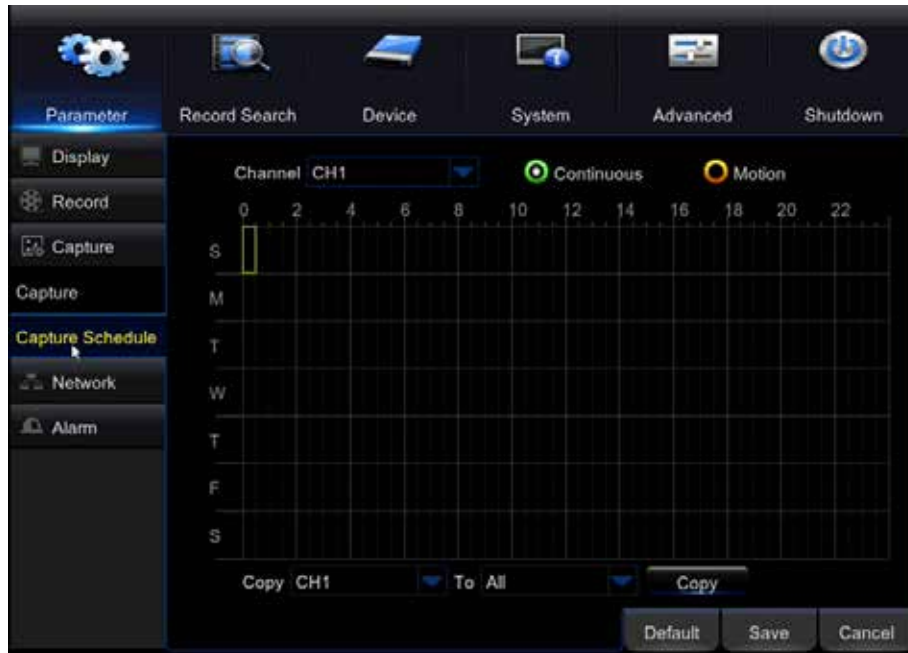 Parameter Record Search Device System Advanced Shutdown
Display
Record
Capture
Capture
Capture Schedule
Network
Alarm
Channel CH1 Continuous Motion
0 2 4 6 8 10 12 14 16 18 20 22
S
M
T
W
T
F
S
Copy CH1 To All Copy
Default Save Cancel